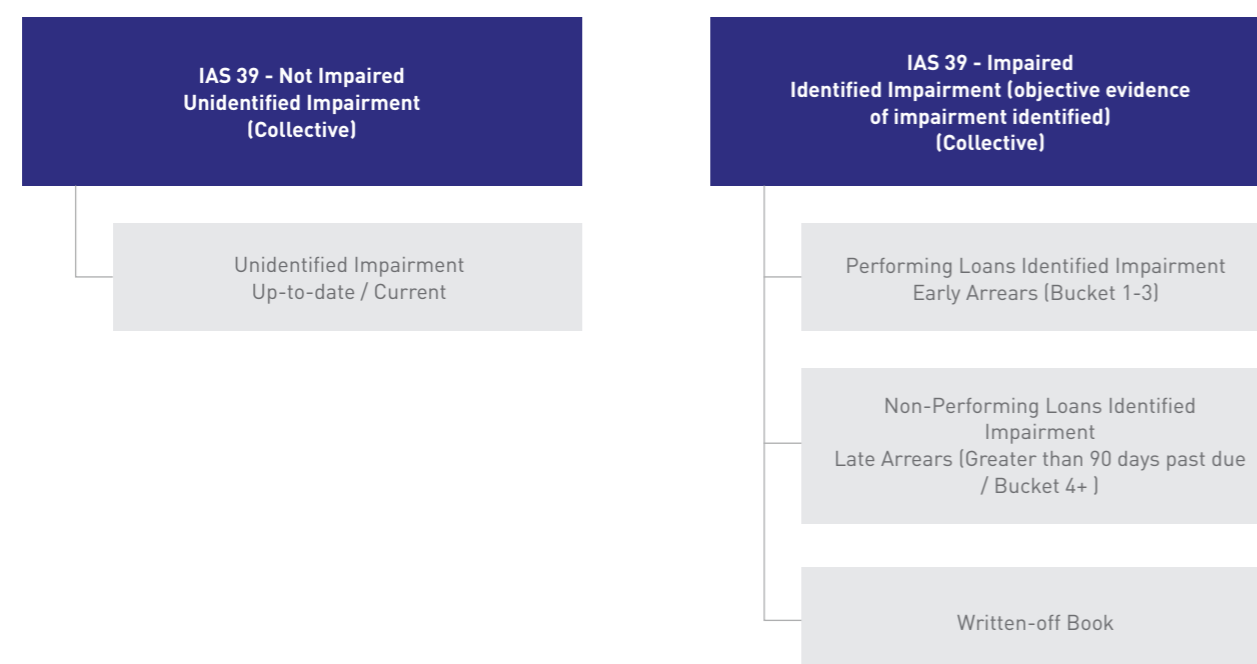 IAS 39 - Not Impaired
Unidentified Impairment
(Collective)
Unidentified Impairment
Up-to-date / Current
IAS 39 - Impaired
Identified Impairment (objective evidence
of impairment identified)
(Collective)
Performing Loans Identified Impairment
Early Arrears (Bucket 1-3)
Non-Performing Loans Identified
Impairment
Late Arrears (Greater than 90 days past due
/ Bucket 4+ )
Written-off Book